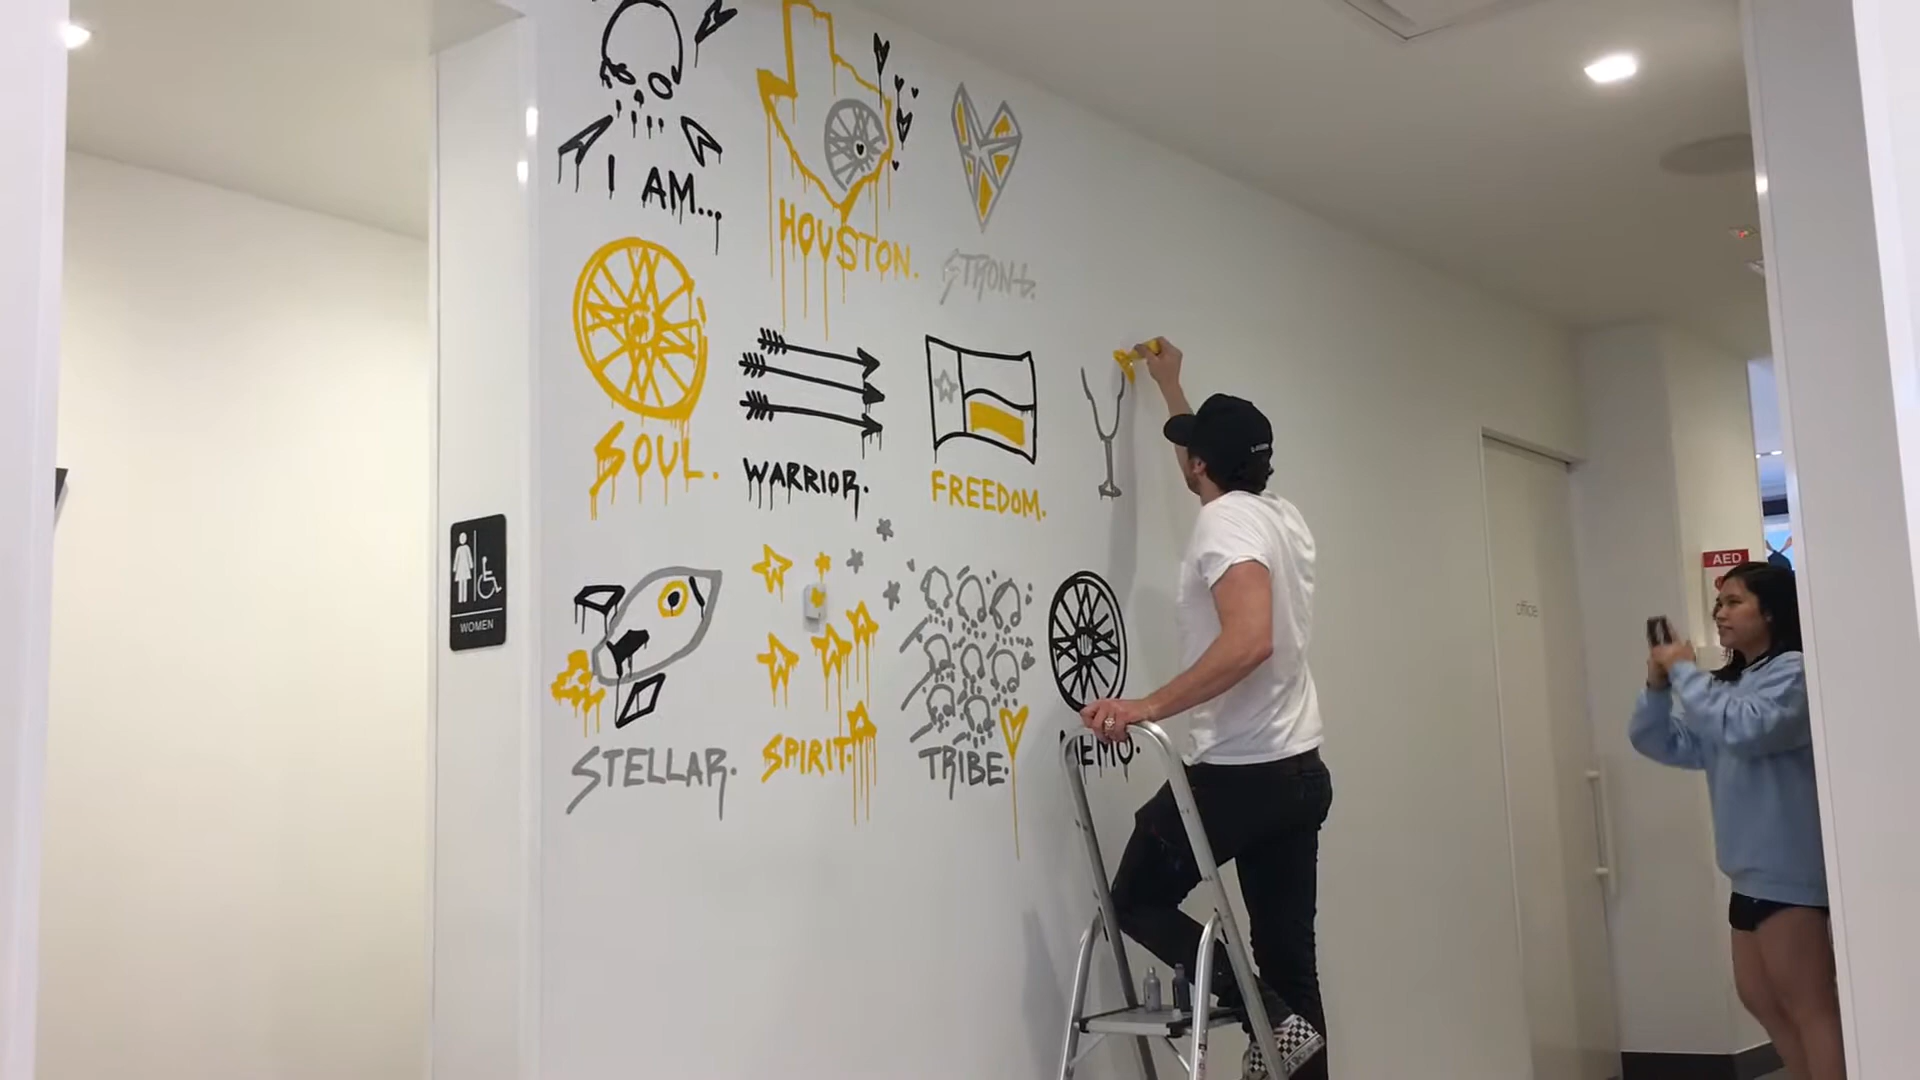 I AM...
HOUSTON.
STRONG.
SOUL.
WARRIOR.
FREEDOM.
STELLAR.
SPIRIT.
TRIBE.
WOMEN
AED
office